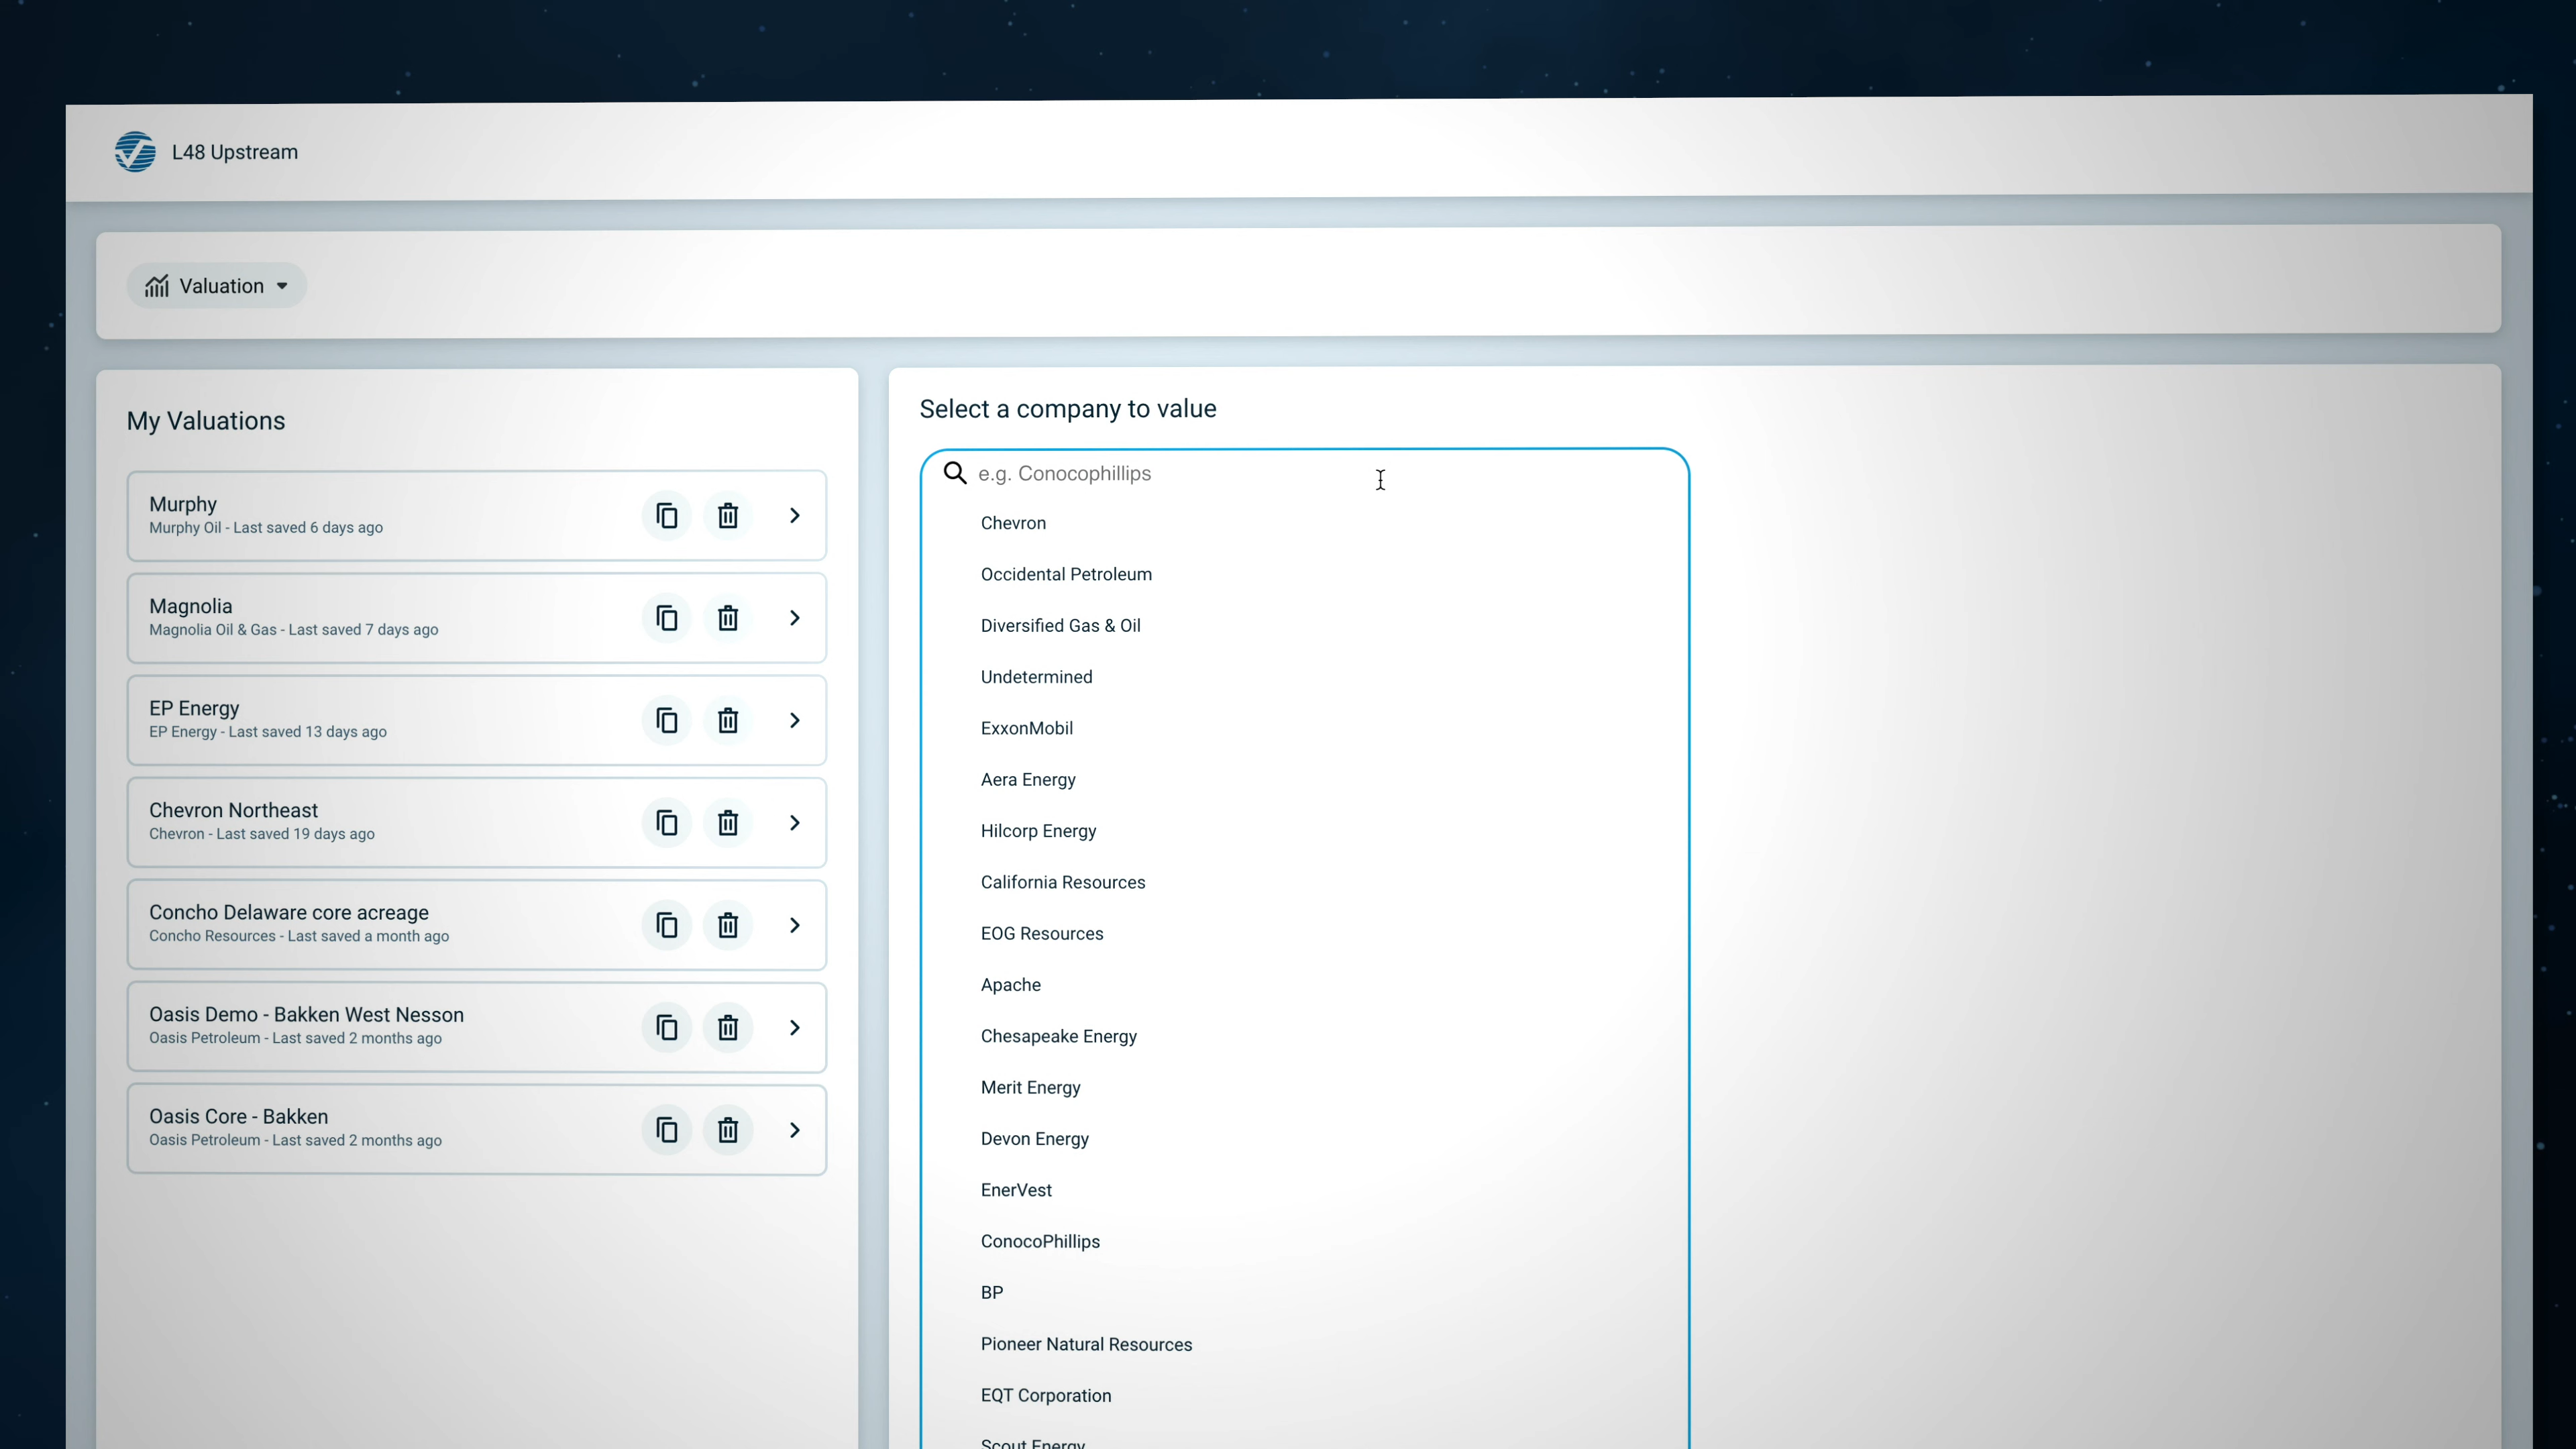 L48 Upstream
Valuation
My Valuations
Murphy
Murphy Oil - Last saved 6 days ago
Magnolia
Magnolia Oil & Gas - Last saved 7 days ago
EP Energy
EP Energy - Last saved 13 days ago
Chevron Northeast
Chevron - Last saved 19 days ago
Concho Delaware core acreage
Concho Resources - Last saved a month ago
Oasis Demo - Bakken West Nesson
Oasis Petroleum - Last saved 2 months ago
Oasis Core - Bakken
Oasis Petroleum - Last saved 2 months ago
Select a company to value
e.g. Conocophillips
Chevron
Occidental Petroleum
Diversified Gas & Oil
Undetermined
ExxonMobil
Aera Energy
Hilcorp Energy
California Resources
EOG Resources
Apache
Chesapeake Energy
Merit Energy
Devon Energy
EnerVest
ConocoPhillips
BP
Pioneer Natural Resources
EQT Corporation
Scout Energy